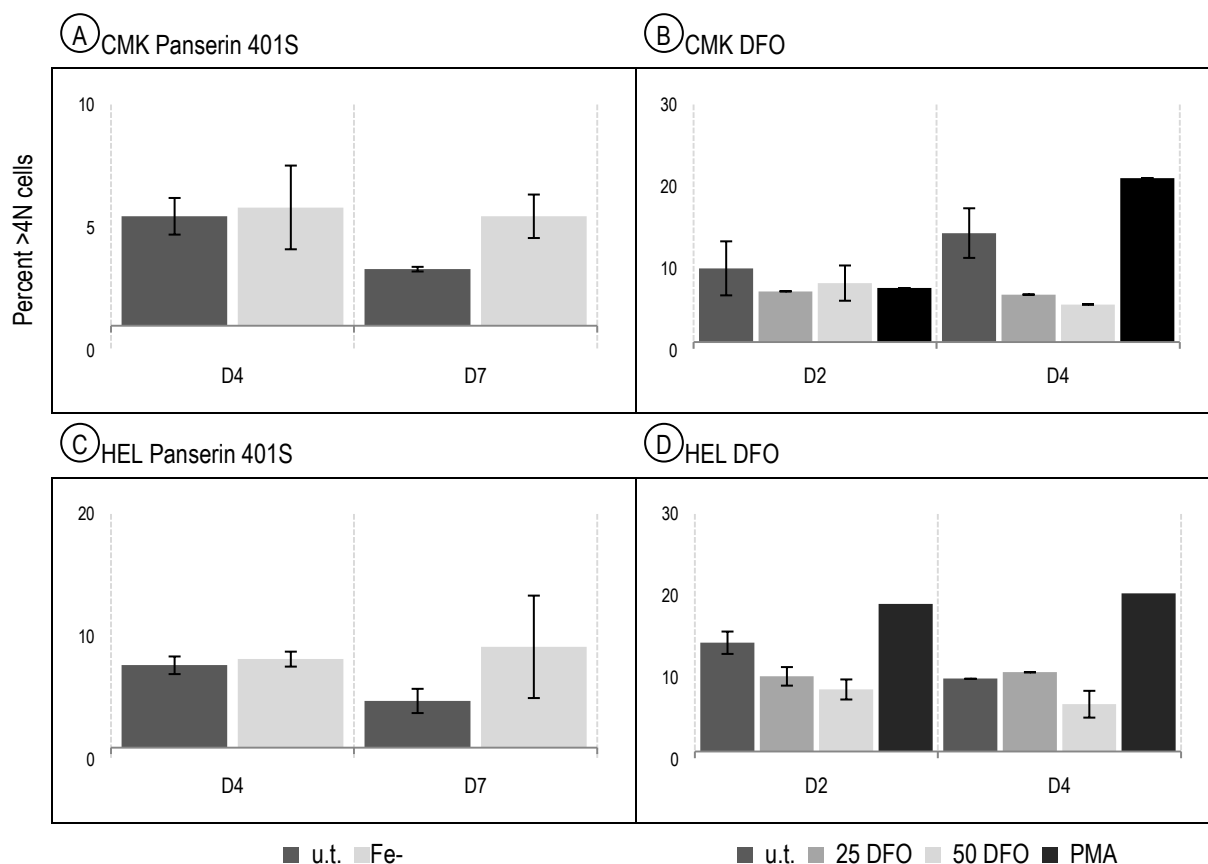 A CMK Panserin 401S
Percent >4N cells
10
5
0
D4 D7
B CMK DFO
30
20
10
0
D2 D4
C HEL Panserin 401S
20
10
0
D4 D7
D HEL DFO
30
20
10
0
D2 D4
u.t. Fe-
u.t. 25 DFO 50 DFO PMA